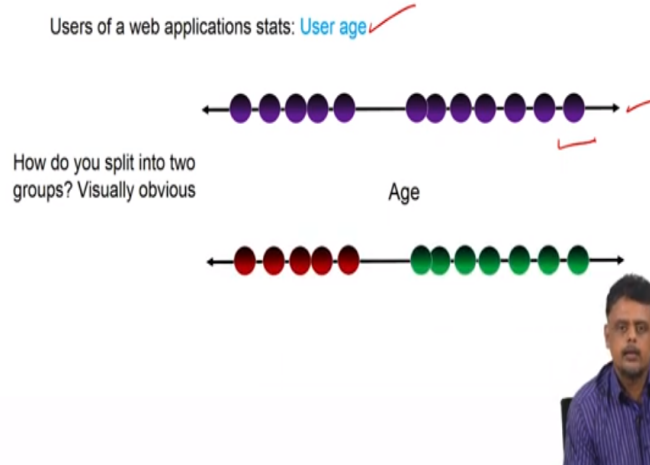 Users of a web applications stats: User age
How do you split into two
groups? Visually obvious
Age